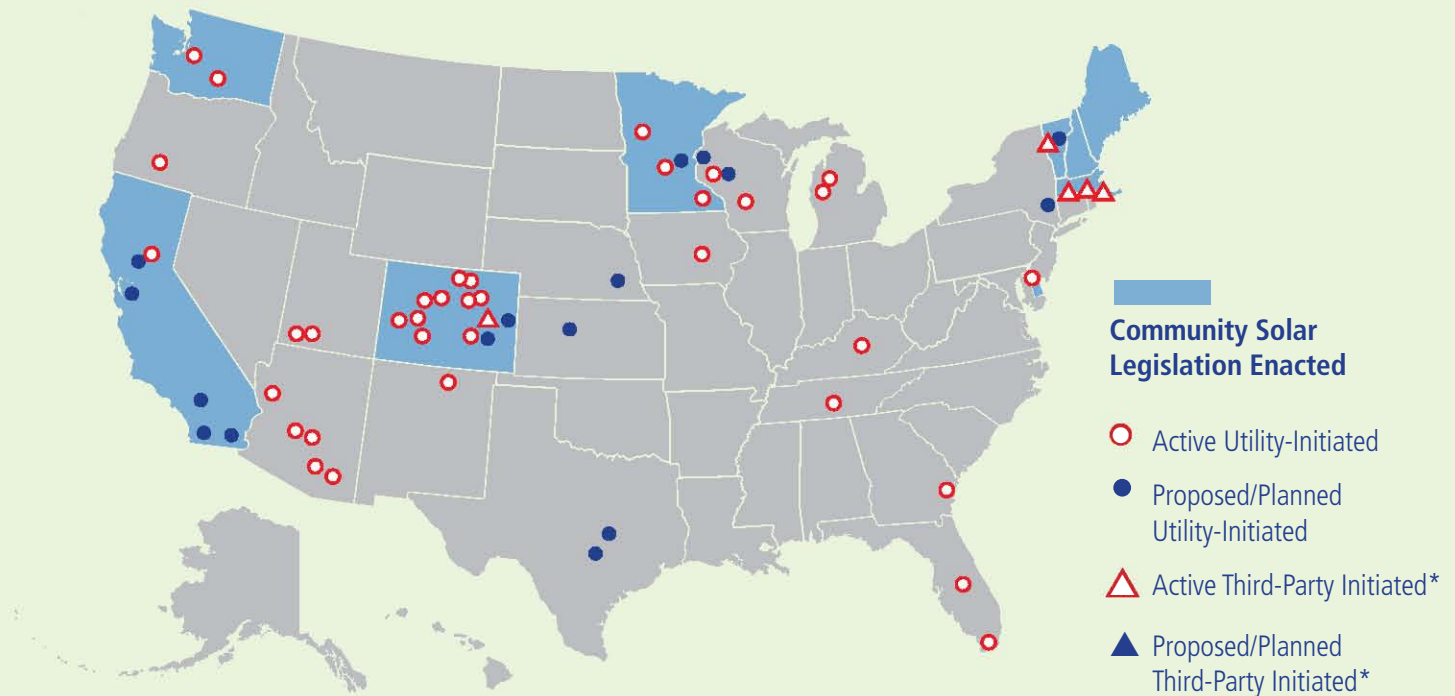 Community Solar
Legislation Enacted
Active Utility-Initiated
Proposed/Planned
Utility-Initiated
Active Third-Party Initiated*
Proposed/Planned
Third-Party Initiated*